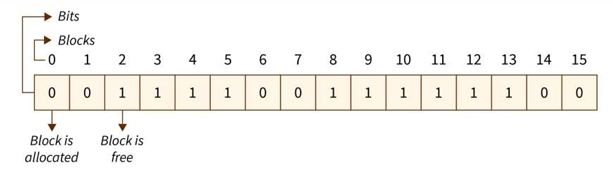 Bits
Blocks
0 1 2 3 4 5 6 7 8 9 10 11 12 13 14 15
0 0 1 1 1 1 0 0 1 1 1 1 1 1 0 0
Block is allocated
Block is free